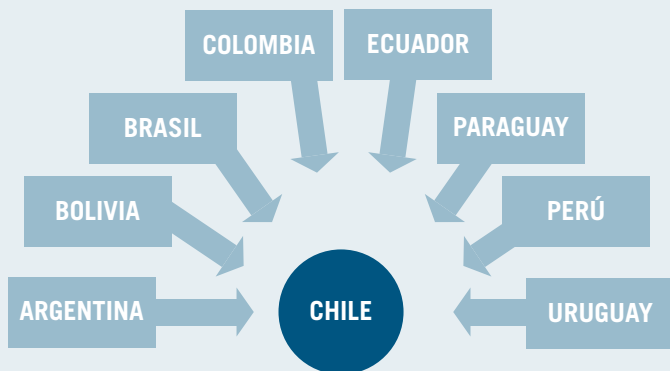 COLOMBIA
ECUADOR
BRASIL
PARAGUAY
BOLIVIA
PERÚ
ARGENTINA
CHILE
URUGUAY